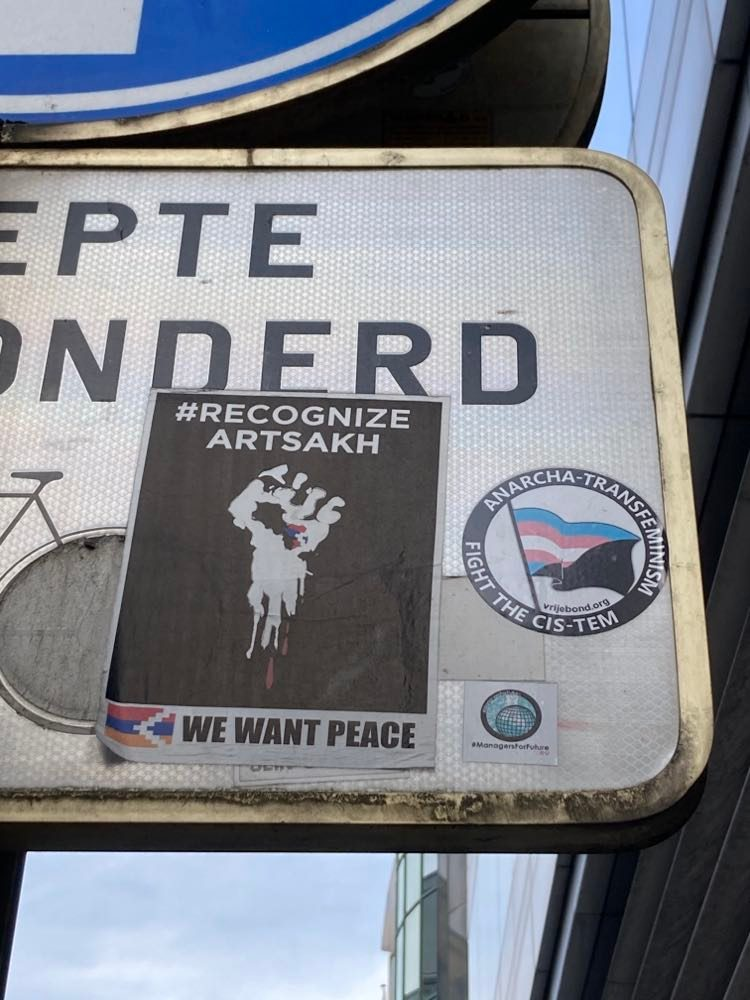 EPTE
ONDERD
#RECOGNIZE
ARTSAKH
WE WANT PEACE
ANARCHA-TRANSFEMINISM
vrijebond.org
FIGHT THE CIS-TEM
#ManagersForFuture